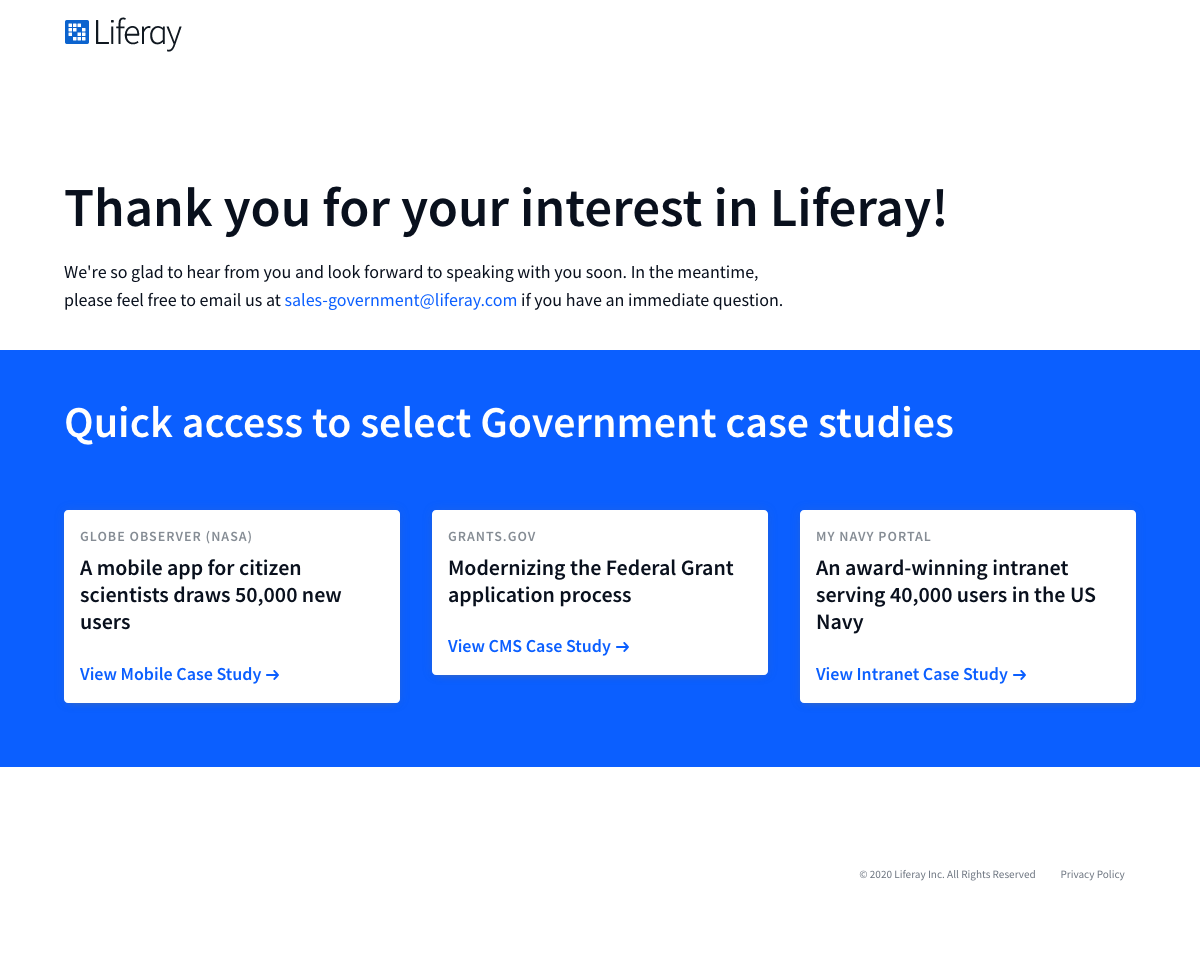 Liferay
Thank you for your interest in Liferay!
We're so glad to hear from you and look forward to speaking with you soon. In the meantime,
please feel free to email us at sales-government@liferay.com if you have an immediate question.
Quick access to select Government case studies
GLOBE OBSERVER (NASA)
A mobile app for citizen
scientists draws 50,000 new
users
View Mobile Case Study →
GRANTS.GOV
Modernizing the Federal Grant
application process
View CMS Case Study →
MY NAVY PORTAL
An award-winning intranet
serving 40,000 users in the US
Navy
View Intranet Case Study →
© 2020 Liferay Inc. All Rights Reserved
Privacy Policy